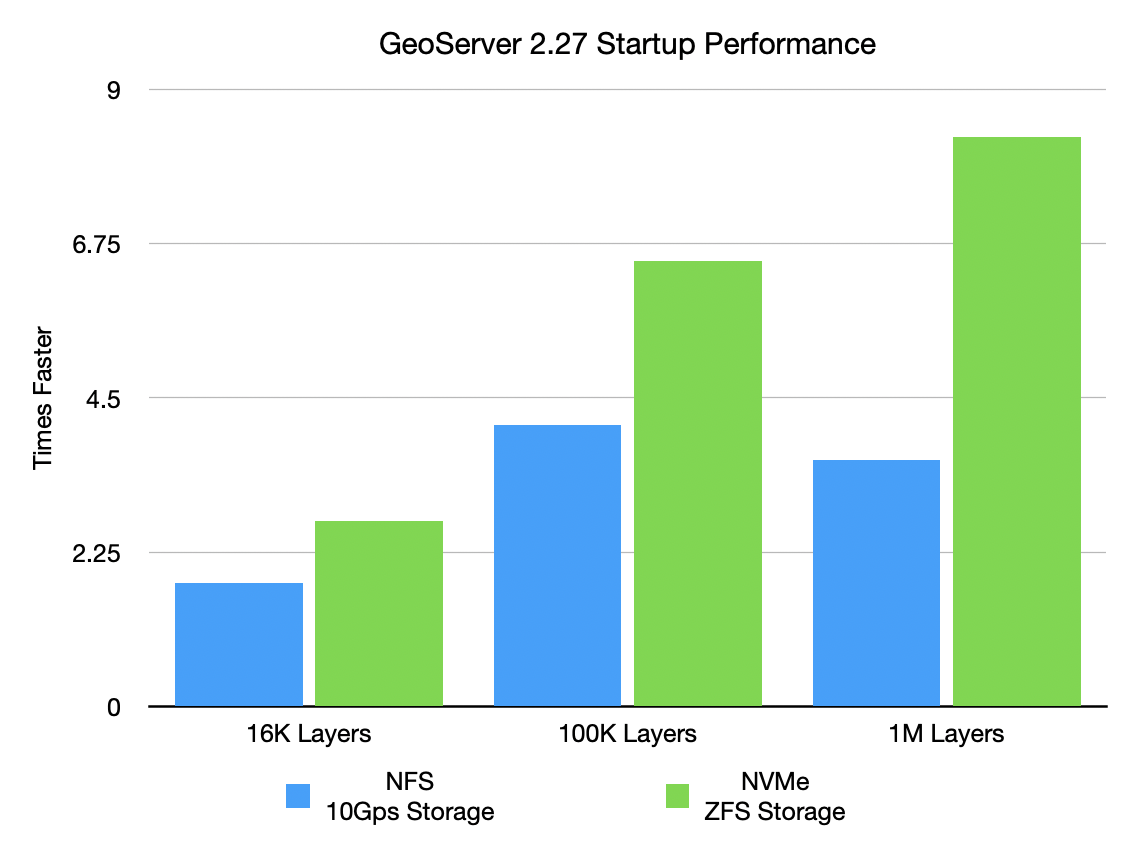 GeoServer 2.27 Startup Performance
9
6.75
4.5
2.25
0
Times Faster
16K Layers
100K Layers
1M Layers
NFS
10Gps Storage
NVMe
ZFS Storage